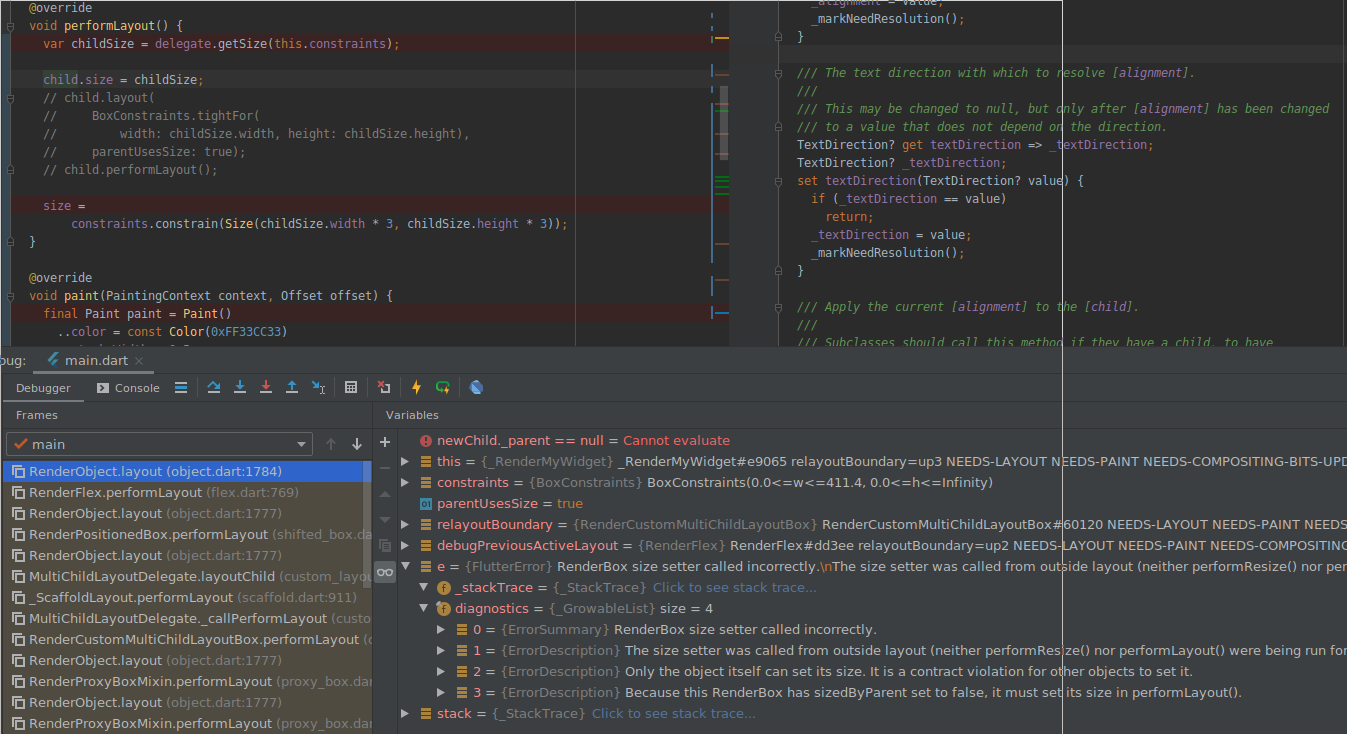 @override
void performLayout() {
var childSize = delegate.getSize(this.constraints);
child.size = childSize;
// child.layout(
//     BoxConstraints.tightFor(
//         width: childSize.width, height: childSize.height),
//     parentUsesSize: true);
// child.performLayout();
size =
constraints.constrain(Size(childSize.width * 3, childSize.height * 3));
}
@override
void paint(PaintingContext context, Offset offset) {
final Paint paint = Paint()
..color = const Color(0xFF33CC33)
_alignment = value;
_markNeedResolution();
}
/// The text direction with which to resolve [alignment].
///
/// This may be changed to null, but only after [alignment] has been changed
/// to a value that does not depend on the direction.
TextDirection? get textDirection => _textDirection;
TextDirection? _textDirection;
set textDirection(TextDirection? value) {
if (_textDirection == value)
return;
_textDirection = value;
_markNeedResolution();
}
/// Apply the current [alignment] to the [child].
///
/// Subclasses should call this method if they have a child, to have
bug:
main.dart
Debugger
Console
Frames
Variables
main
RenderObject.layout (object.dart:1784)
RenderFlex.performLayout (flex.dart:769)
RenderObject.layout (object.dart:1777)
RenderPositionedBox.performLayout (shifted_box.da
RenderObject.layout (object.dart:1777)
MultiChildLayoutDelegate.layoutChild (custom_layou
_ScaffoldLayout.performLayout (scaffold.dart:911)
MultiChildLayoutDelegate._callPerformLayout (custo
RenderCustomMultiChildLayoutBox.performLayout (c
RenderObject.layout (object.dart:1777)
RenderProxyBoxMixin.performLayout (proxy_box.dar
RenderObject.layout (object.dart:1777)
RenderProxyBoxMixin.performLayout (proxy_box.dar
newChild._parent == null = Cannot evaluate
this = {_RenderMyWidget} _RenderMyWidget#e9065 relayoutBoundary=up3 NEEDS-LAYOUT NEEDS-PAINT NEEDS-COMPOSITING-BITS-UPD
constraints = {BoxConstraints} BoxConstraints(0.0<=w<=411.4, 0.0<=h<=Infinity)
parentUsesSize = true
relayoutBoundary = {RenderCustomMultiChildLayoutBox} RenderCustomMultiChildLayoutBox#60120 NEEDS-LAYOUT NEEDS-PAINT NEEDS
debugPreviousActiveLayout = {RenderFlex} RenderFlex#dd3ee relayoutBoundary=up2 NEEDS-LAYOUT NEEDS-PAINT NEEDS-COMPOSITING
e = {FlutterError} RenderBox size setter called incorrectly.\nThe size setter was called from outside layout (neither performResize() nor per
_stackTrace = {_StackTrace} Click to see stack trace...
diagnostics = {_GrowableList} size = 4
0 = {ErrorSummary} RenderBox size setter called incorrectly.
1 = {ErrorDescription} The size setter was called from outside layout (neither performResize() nor performLayout() were being run for
2 = {ErrorDescription} Only the object itself can set its size. It is a contract violation for other objects to set it.
3 = {ErrorDescription} Because this RenderBox has sizedByParent set to false, it must set its size in performLayout().
stack = {_StackTrace} Click to see stack trace...